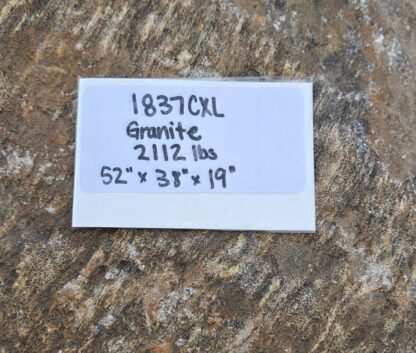 1837CXL
Granite
2112 lbs
52" x 38" x 19"